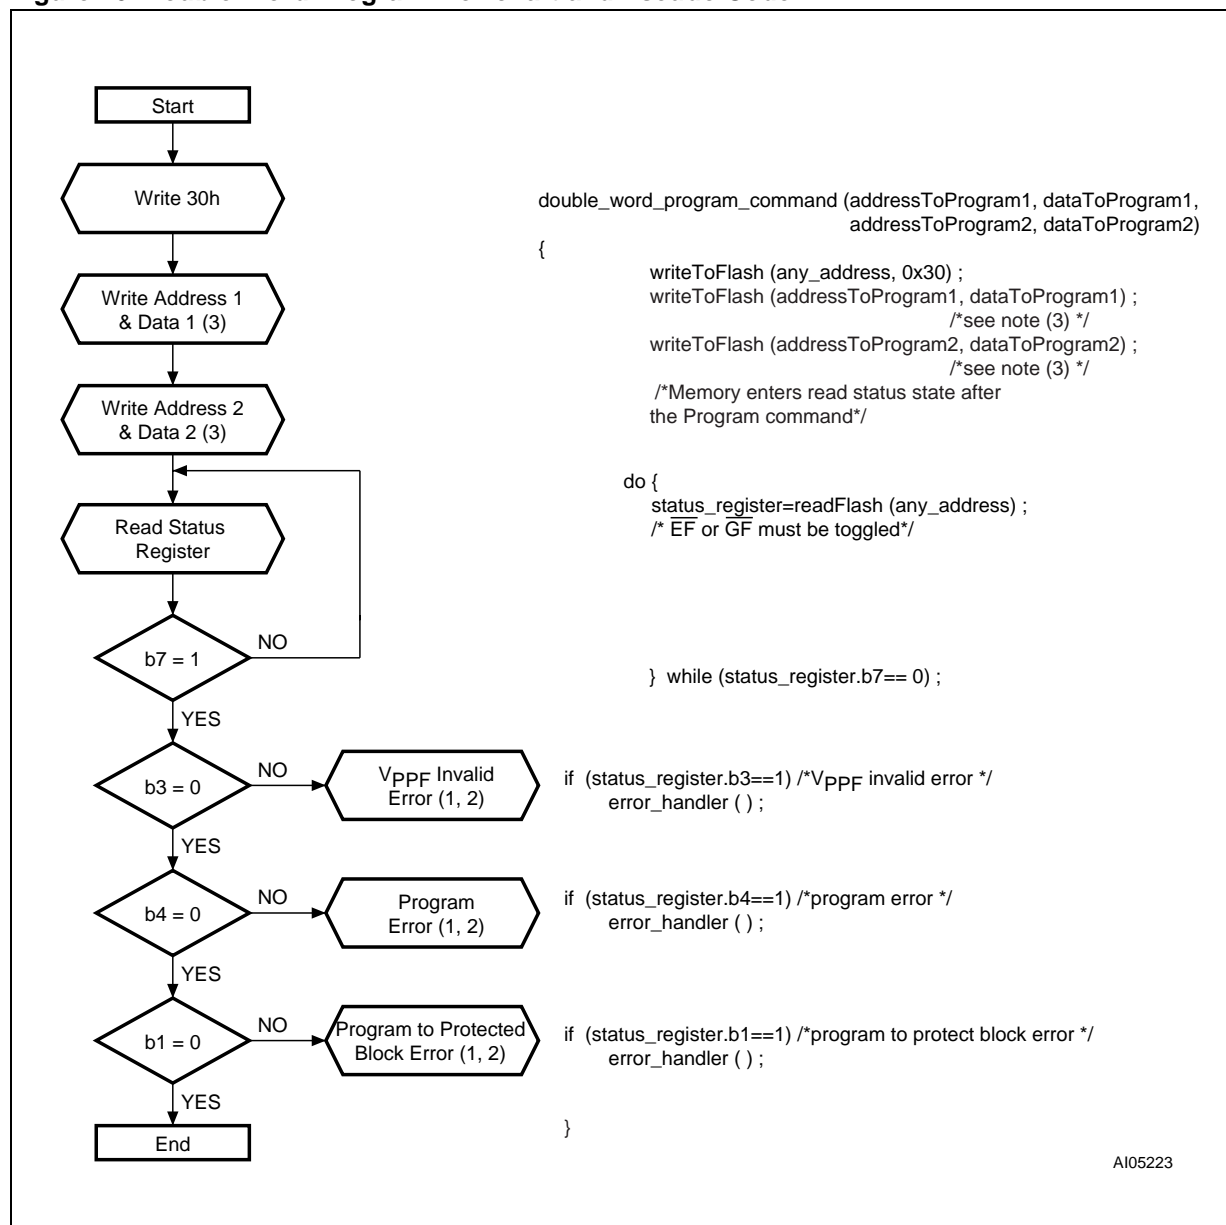 Start
Write 30h
Write Address 1
& Data 1 (3)
Write Address 2
& Data 2 (3)
Read Status
Register
b7 = 1
NO
YES
b3 = 0
NO
VPPF Invalid
Error (1, 2)
YES
b4 = 0
NO
Program
Error (1, 2)
YES
b1 = 0
NO
Program to Protected
Block Error (1, 2)
YES
End
double_word_program_command (addressToProgram1, dataToProgram1,
addressToProgram2, dataToProgram2)
{
writeToFlash (any_address, 0x30) ;
writeToFlash (addressToProgram1, dataToProgram1) ;
/*see note (3) */
writeToFlash (addressToProgram2, dataToProgram2) ;
/*see note (3) */
/*Memory enters read status state after
the Program command*/
do {
status_register=readFlash (any_address) ;
/* EF or GF must be toggled*/
} while (status_register.b7== 0) ;
if (status_register.b3==1) /*VPPF invalid error */
error_handler ( ) ;
if (status_register.b4==1) /*program error */
error_handler ( ) ;
if (status_register.b1==1) /*program to protect block error */
error_handler ( ) ;
}
AI05223